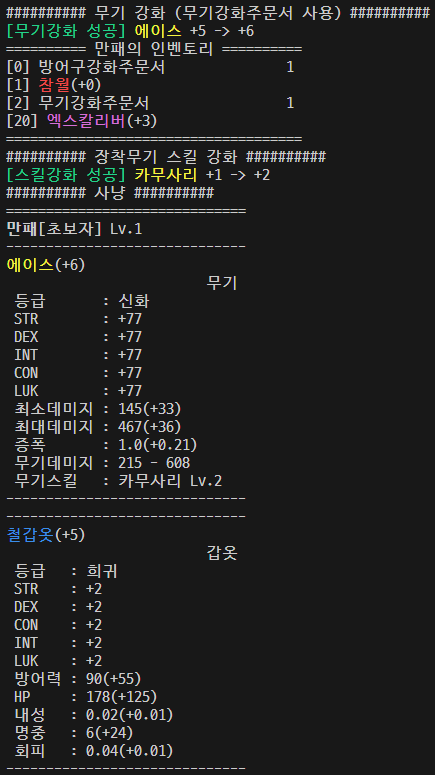 ########## 무기 강화 (무기강화주문서 사용) ##########
[무기강화 성공] 에이스 +5 -> +6
========== 만패의 인벤토리 ==========
[0] 방어구강화주문서 1
[1] 참월(+0)
[2] 무기강화주문서 1
[20] 엑스칼리버(+3)
=====================================
########## 장착무기 스킬 강화 ##########
[스킬강화 성공] 카무사리 +1 -> +2
########## 사냥 ##########
==============================
만패[초보자] Lv.1
------------------------------
에이스(+6)
무기
등급 : 신화
STR : +77
DEX : +77
INT : +77
CON : +77
LUK : +77
최소데미지 : 145(+33)
최대데미지 : 467(+36)
증폭 : 1.0(+0.21)
무기데미지 : 215 - 608
무기스킬 : 카무사리 Lv.2
------------------------------
------------------------------
철갑옷(+5)
갑옷
등급 : 희귀
STR : +2
DEX : +2
CON : +2
INT : +2
LUK : +2
방어력 : 90(+55)
HP : 178(+125)
내성 : 0.02(+0.01)
명중 : 6(+24)
회피 : 0.04(+0.01)
------------------------------